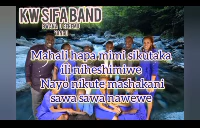 KW SIFA BAND
Mahali hapa mimi sikutaka
ili niheshimiwe
Nayo nikute mashakani
sawa sawa nawewe